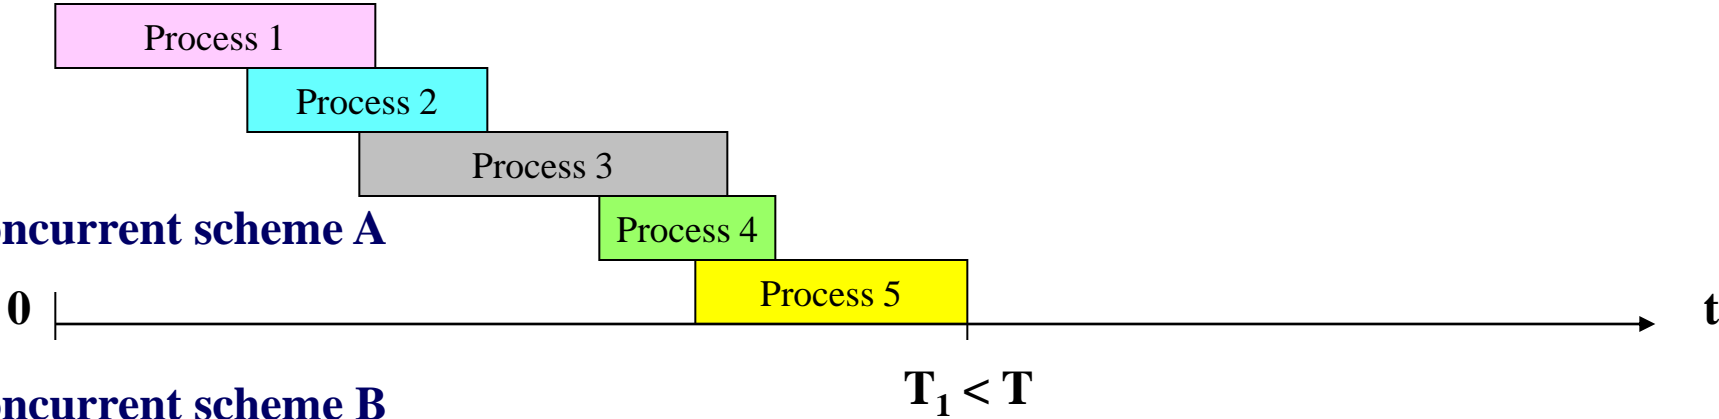 Process 1
Process 2
Process 3
Process 4
ncurrent scheme A
Process 5
0
t
T₁ < T
ncurrent scheme B